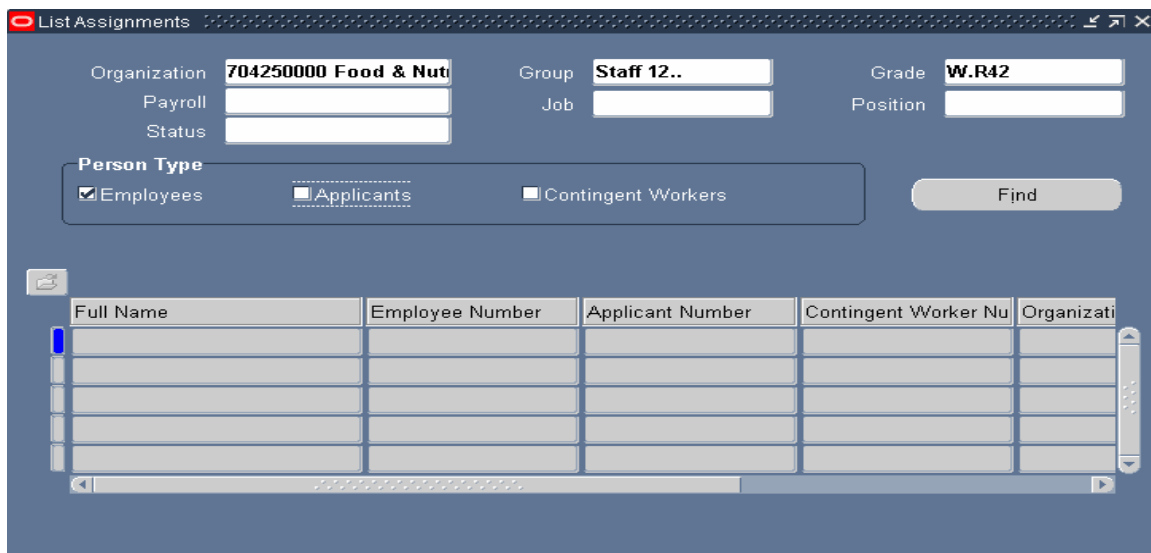 List Assignments
Organization 704250000 Food & Nut Group Staff 12.. Grade W.R42
Payroll Job Position
Status
Person Type
Employees Applicants Contingent Workers Find
Full Name Employee Number Applicant Number Contingent Worker Nu Organizati